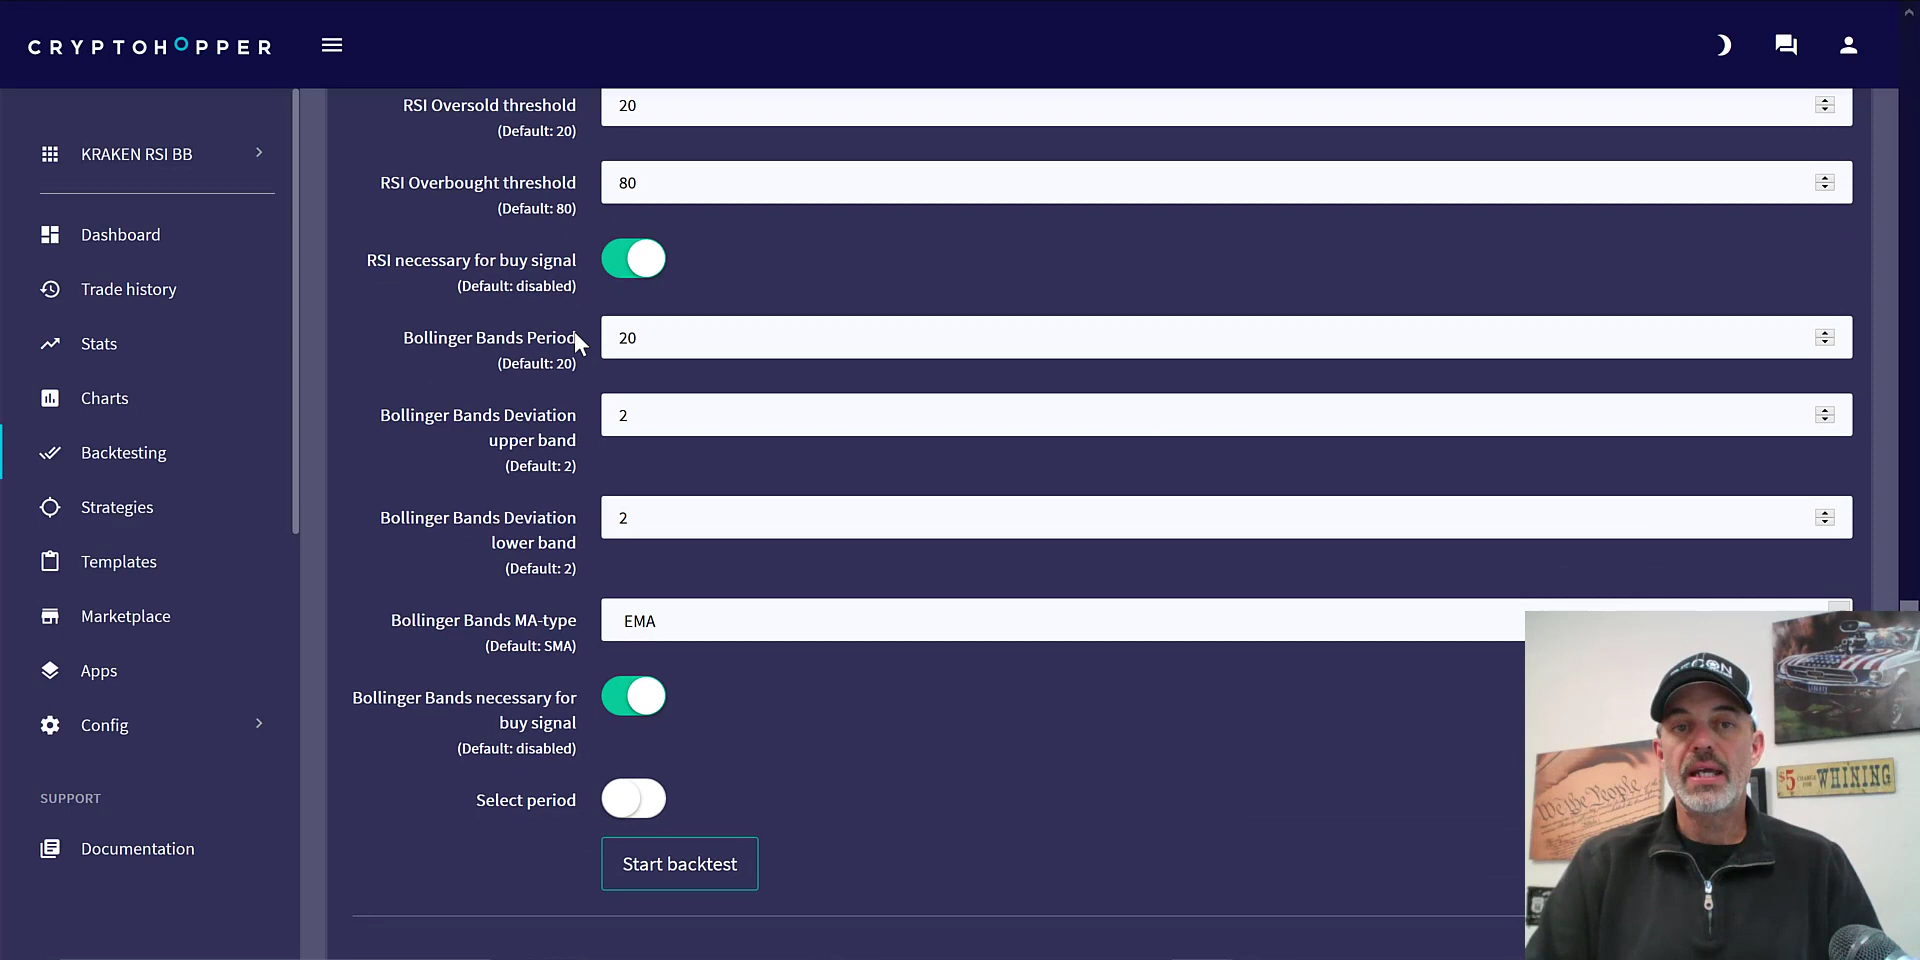 CRYPTOHOPPER
KRAKEN RSI BB
Dashboard
Trade history
Stats
Charts
Backtesting
Strategies
Templates
Marketplace
Apps
Config
SUPPORT
Documentation
RSI Oversold threshold
(Default: 20)
20
RSI Overbought threshold
(Default: 80)
80
RSI necessary for buy signal
(Default: disabled)
Bollinger Bands Period
(Default: 20)
20
Bollinger Bands Deviation
upper band
(Default: 2)
2
Bollinger Bands Deviation
lower band
(Default: 2)
2
Bollinger Bands MA-type
(Default: SMA)
EMA
Bollinger Bands necessary for
buy signal
(Default: disabled)
Select period
Start backtest
We the People
$5 CHARGE
FOR WHINING